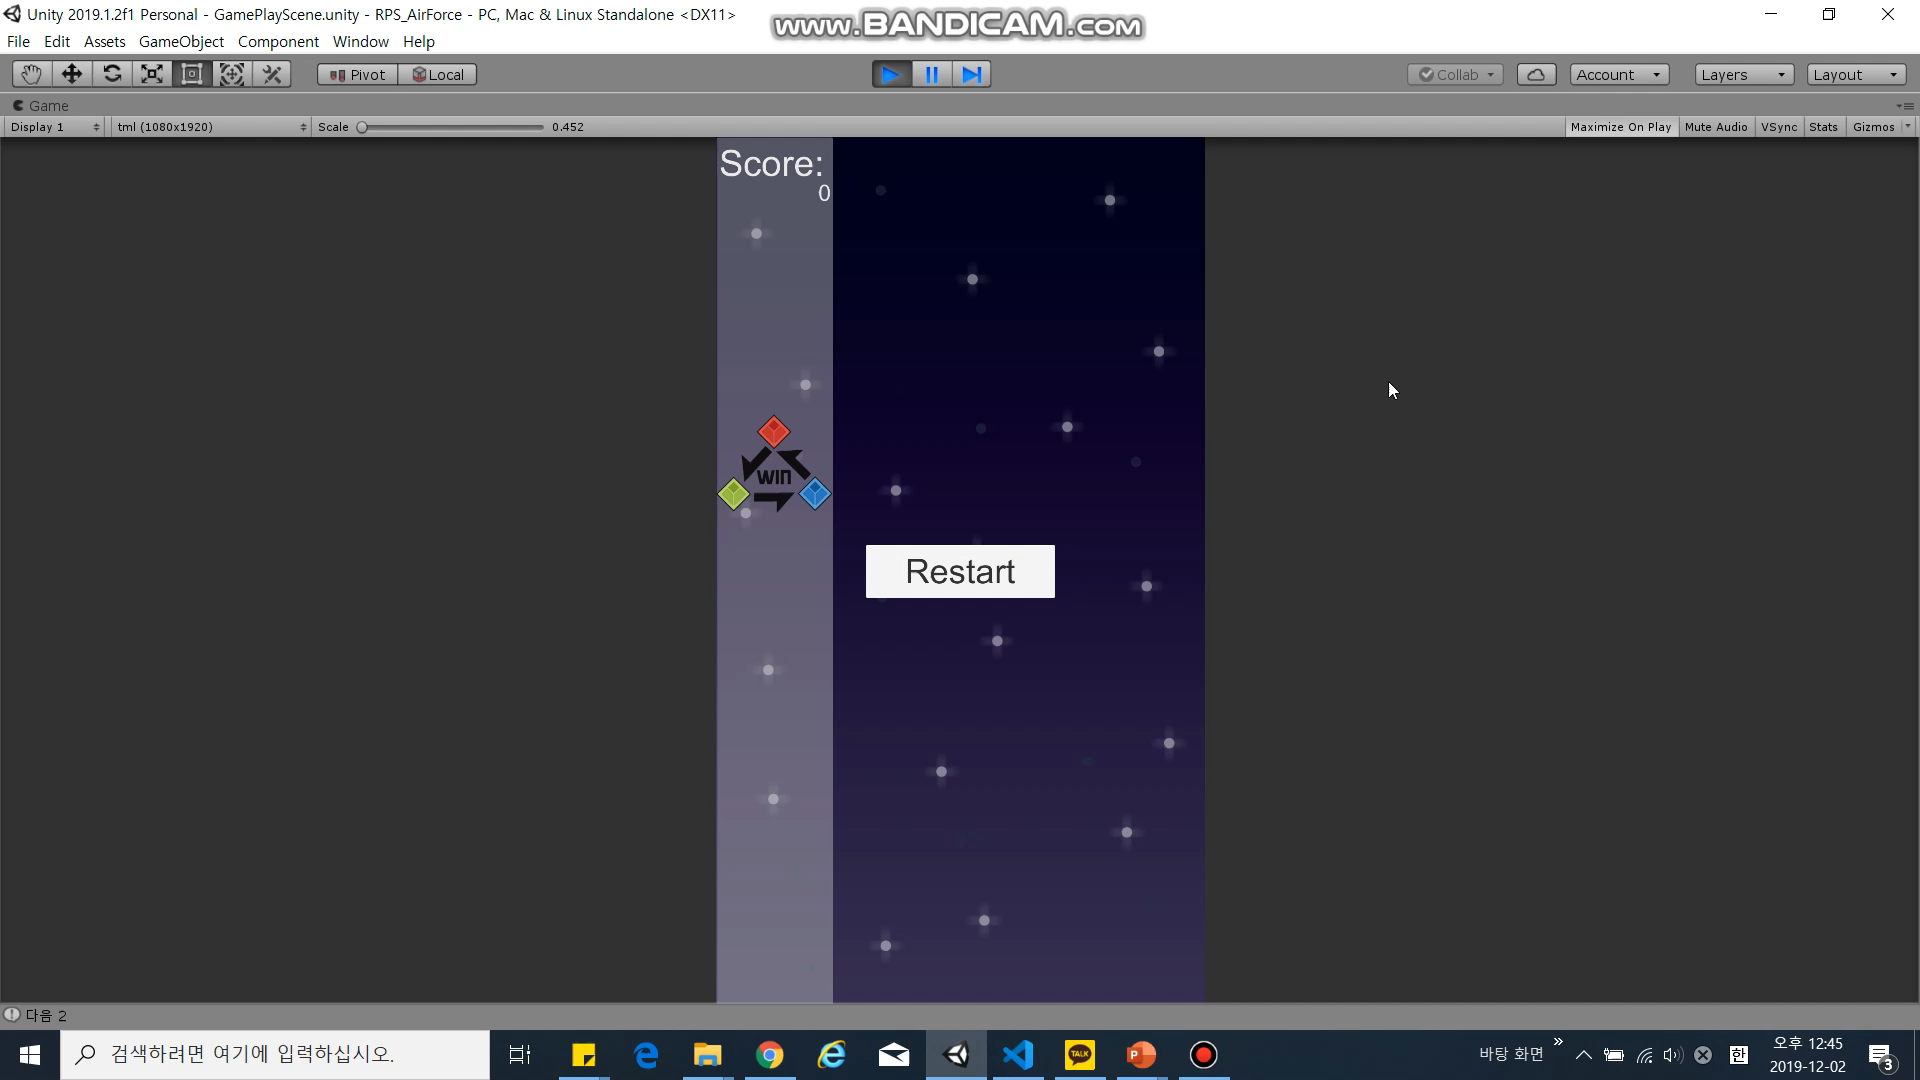 Unity 2019.1.2f1 Personal - GamePlayScene.unity - RPS_AirForce - PC, Mac & Linux Standalone <DX11>
www.BANDICAM.com
File Edit Assets GameObject Component Window Help
Pivot Local Collab Account Layers Layout
Game
Display 1 tml (1080x1920) Scale 0.452 Maximize On Play Mute Audio VSync Stats Gizmos
Score:
0
WIN
Restart
다음 2
검색하려면 여기에 입력하십시오.
TALK
바탕 화면
한
오후 12:45
2019-12-02
3